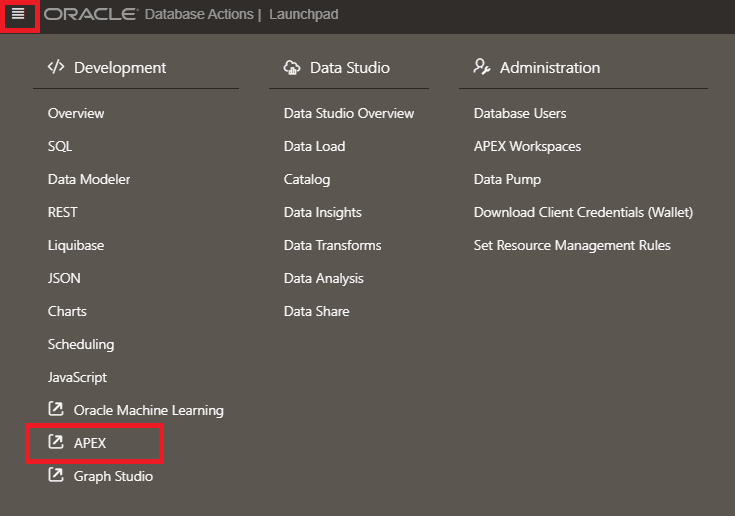 ORACLE Database Actions | Launchpad
Development
Overview
SQL
Data Modeler
REST
Liquibase
JSON
Charts
Scheduling
JavaScript
Oracle Machine Learning
APEX
Graph Studio
Data Studio
Data Studio Overview
Data Load
Catalog
Data Insights
Data Transforms
Data Analysis
Data Share
Administration
Database Users
APEX Workspaces
Data Pump
Download Client Credentials (Wallet)
Set Resource Management Rules